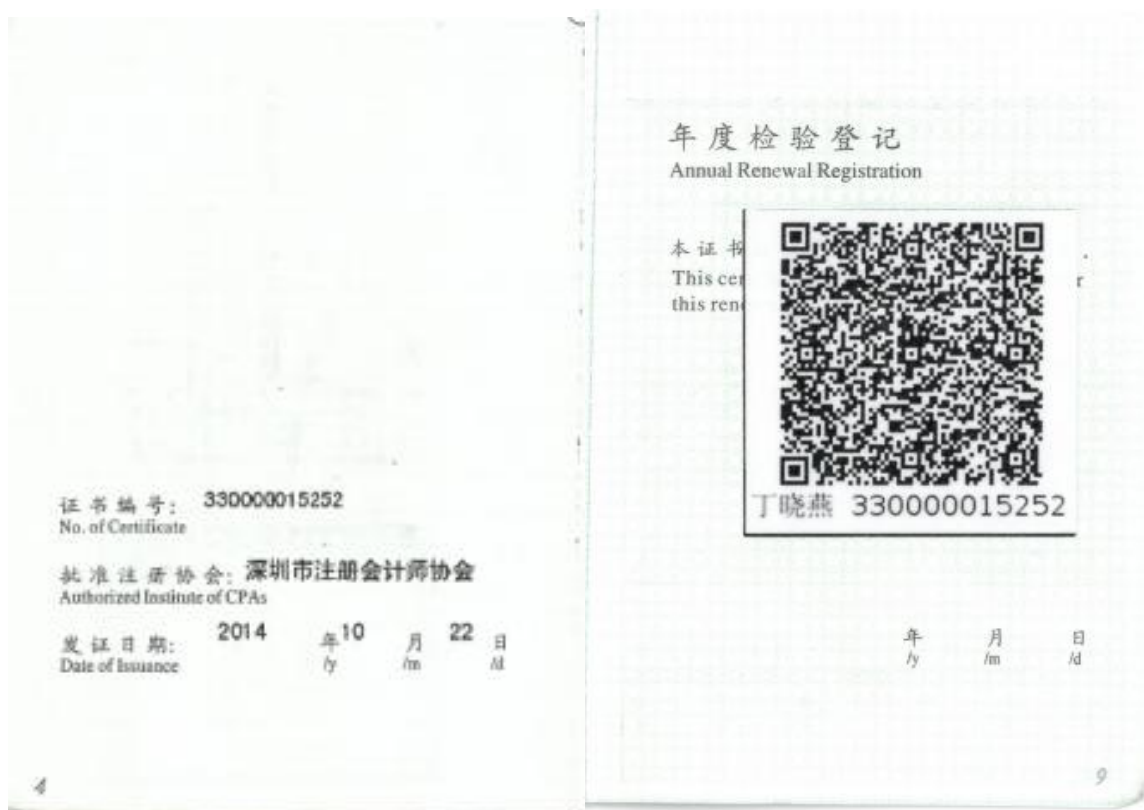 证书编号: 330000015252
No. of Certificate
批准注册协会: 深圳市注册会计师协会
Authorized Institute of CPAs
发证日期: 2014 年 10 月 22 日
Date of Issuance /y /m /d
4
年度检验登记
Annual Renewal Registration
本证书
This cer
r
this ren
丁晓燕 330000015252
年 月 日
/y /m /d
9